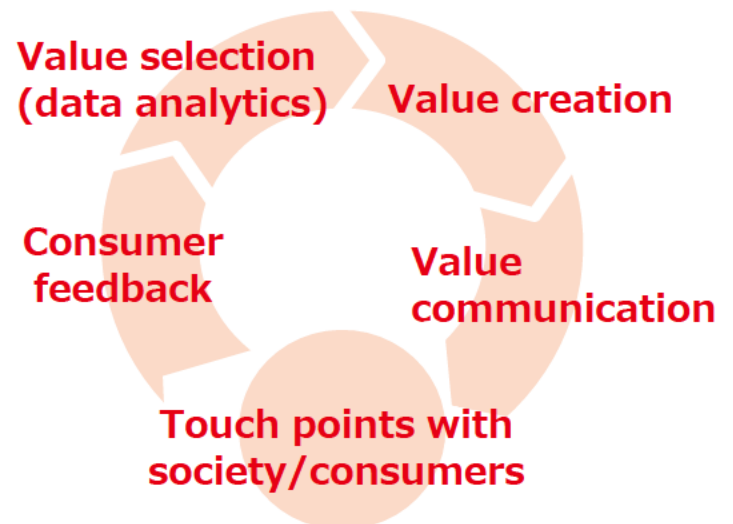 Value selection
(data analytics)
Value creation
Value
communication
Touch points with
society/consumers
Consumer
feedback